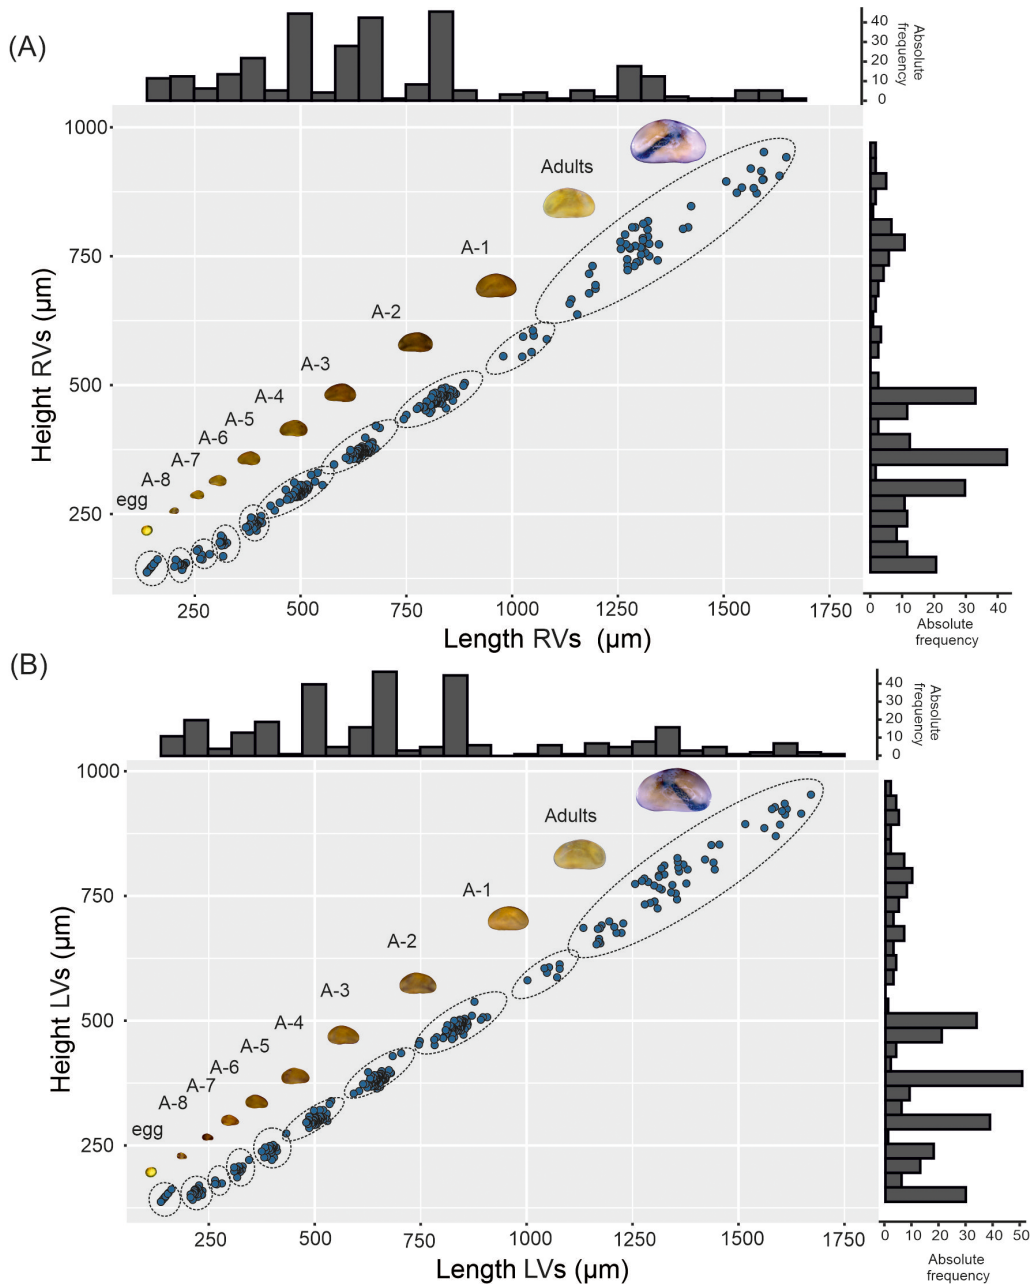 (A)
40
30
20
10
0
Absolute
frequency
1000
750
500
250
Height RVs (µm)
Adults
A-1
A-2
A-3
A-4
A-5
A-6
A-7
A-8
egg
250
500
750
1000
1250
1500
1750
Length RVs (µm)
0
10
20
30
40
Absolute
frequency
(B)
40
30
20
10
0
Absolute
frequency
1000
750
500
250
Height LVs (µm)
Adults
A-1
A-2
A-3
A-4
A-5
A-6
A-7
A-8
egg
250
500
750
1000
1250
1500
1750
Length LVs (µm)
0
10
20
30
40
50
Absolute
frequency